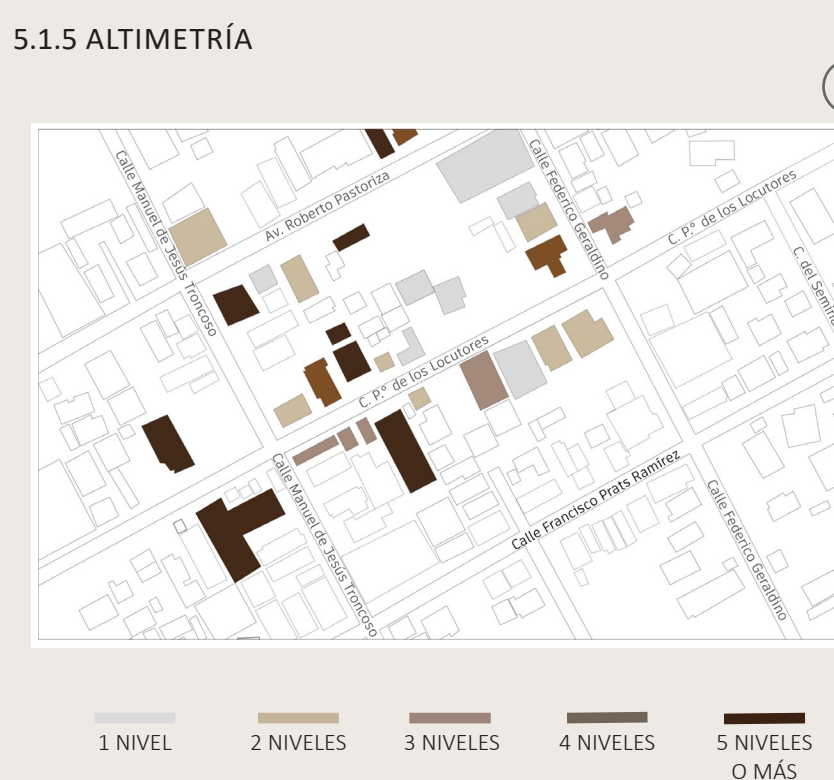 5.1.5 ALTIMETRÍA
Calle Manuel de Jesús Troncoso
Av. Roberto Pastoriza
Calle Federico Geraldino
C. P.º de los Locutores
C. P.º de los Locutores
Calle Manuel de Jesús Troncoso
Calle Francisco Prats Ramírez
Calle Federico Geraldino
1 NIVEL
2 NIVELES
3 NIVELES
4 NIVELES
5 NIVELES
O MÁS